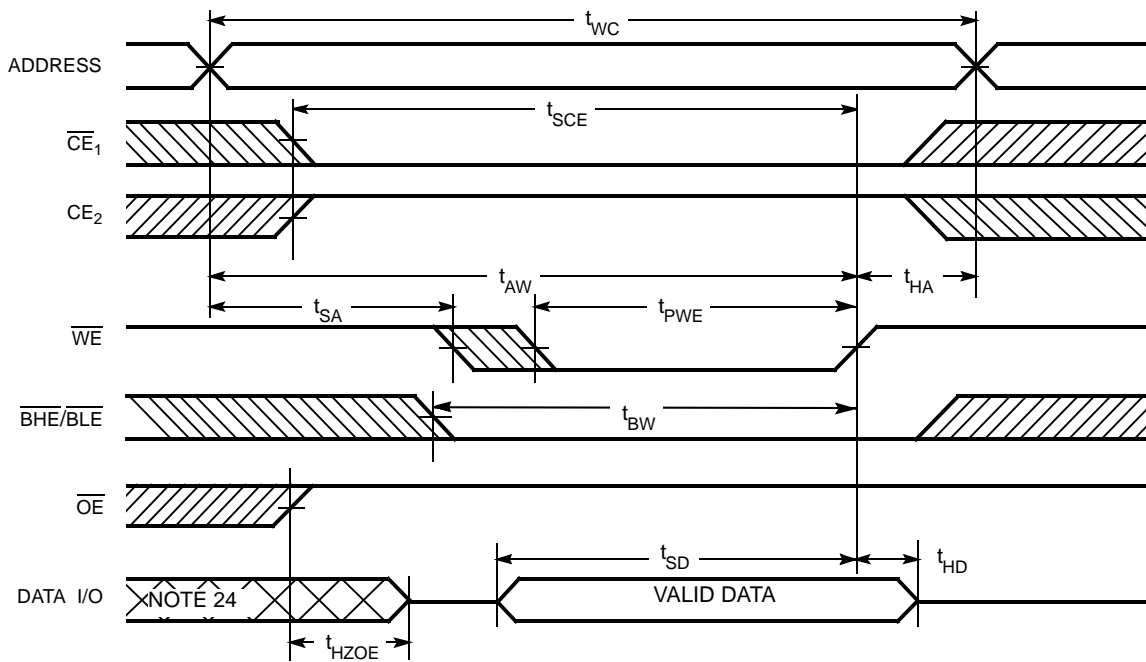 tWC
ADDRESS
tSCE
CE1
CE2
tAW
tHA
tSA
tPWE
WE
BHE/BLE
tBW
OE
tSD
tHD
DATA I/O
NOTE 24
VALID DATA
tHZOE